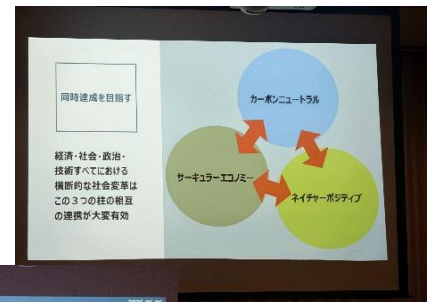 同時達成を目指す
経済・社会・政治・
技術すべてにおける
横断的な社会変革は
この3つの柱の相互
の連携が大変有効
カーボンニュートラル
サーキュラーエコノミー
ネイチャーポジティブ